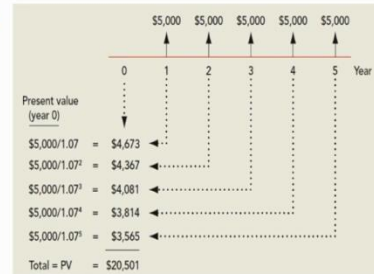 $5,000 $5,000 $5,000 $5,000 $5,000
0 1 2 3 4 5 Year
Present value
(year 0)
$5,000/1.07 = $4,673
$5,000/1.07² = $4,367
$5,000/1.07³ = $4,081
$5,000/1.07⁴ = $3,814
$5,000/1.07⁵ = $3,565
Total = PV = $20,501